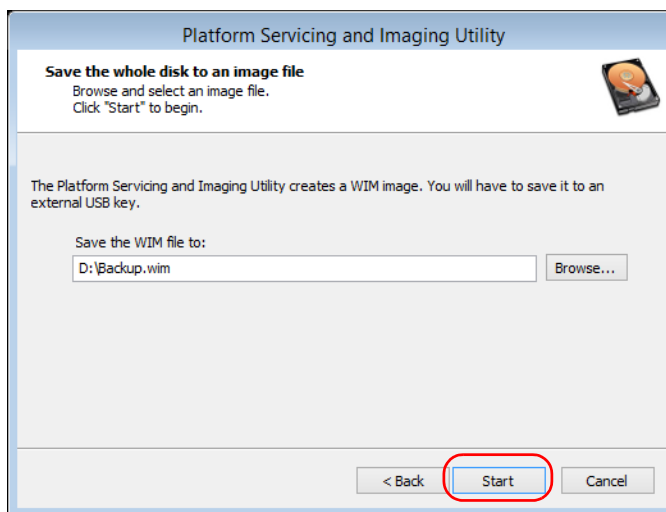 Platform Servicing and Imaging Utility
Save the whole disk to an image file
Browse and select an image file.
Click "Start" to begin.
The Platform Servicing and Imaging Utility creates a WIM image. You will have to save it to an
external USB key.
Save the WIM file to:
D:\Backup.wim
Browse...
< Back
Start
Cancel